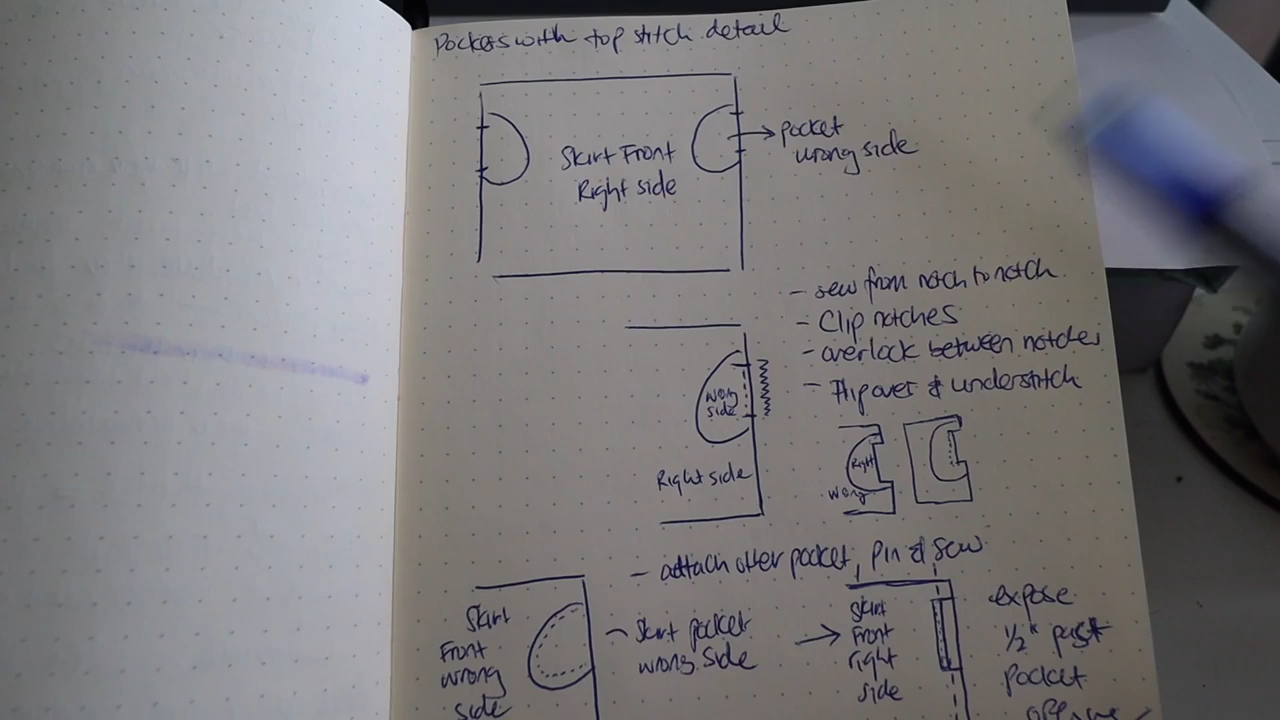 Pockets with top stitch detail
Skirt Front
Right side
pocket
wrong side
- sew from notch to notch
- Clip notches
- overlock between notches
- Flip over & understitch
wrong
side
Right side
Right
wrong
- attach other pocket, pin & sew
Skirt
Front
wrong
side
Skirt pocket
wrong side
Skirt
Front
right
side
expose
1/2" past
pocket